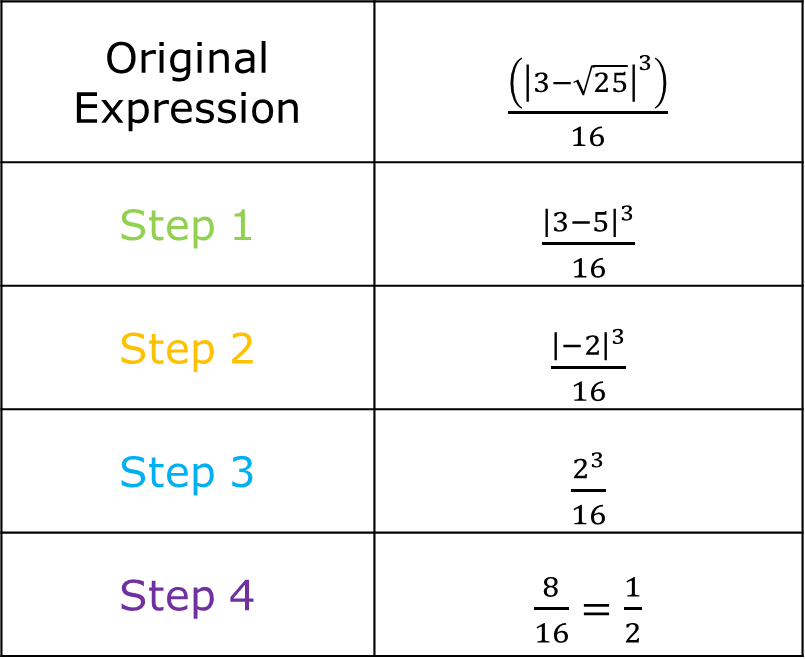 Original
Expression
(|3−√25|³)
16
Step 1
|3−5|³
16
Step 2
|−2|³
16
Step 3
2³
16
Step 4
8/16 = 1/2